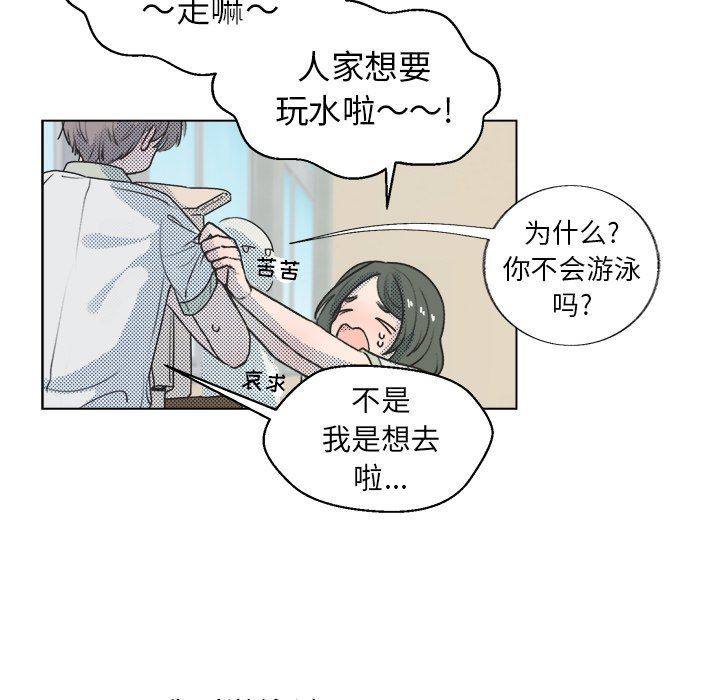 ～走嘛～
人家想要
玩水啦～～!
为什么?
你不会游泳
吗?
苦苦
哀求
不是
我是想去
啦...